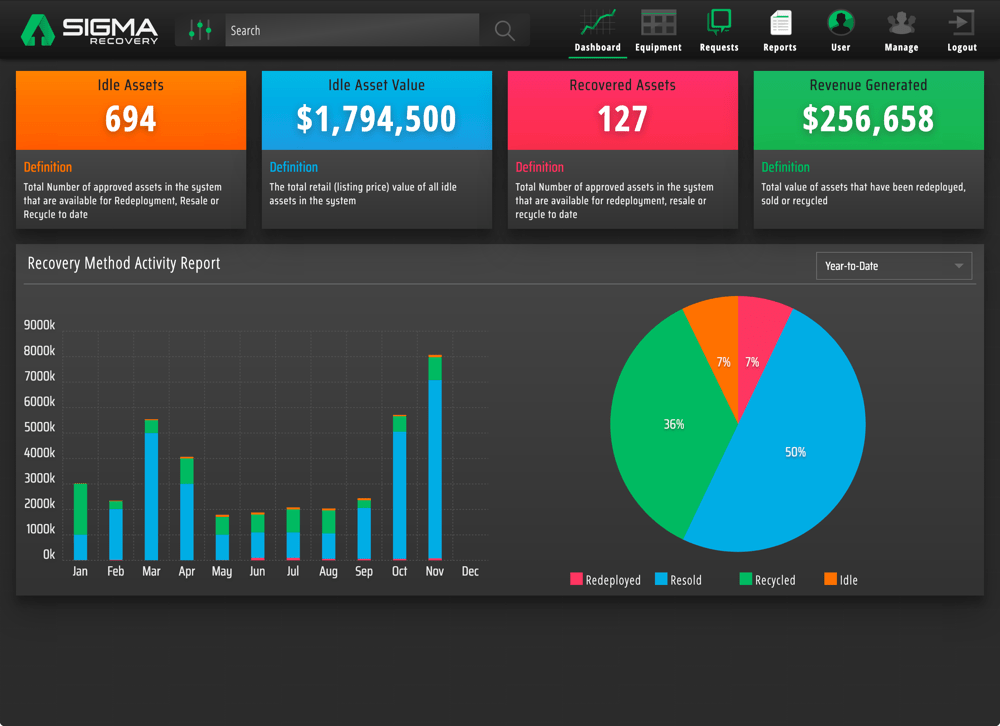 SIGMA
RECOVERY
Search
Dashboard
Equipment
Requests
Reports
User
Manage
Logout
Idle Assets
694
Definition
Total Number of approved assets in the system
that are available for Redeployment, Resale or
Recycle to date
Idle Asset Value
$1,794,500
Definition
The total retail (listing price) value of all idle
assets in the system
Recovered Assets
127
Definition
Total Number of approved assets in the system
that are available for redeployment, resale or
recycle to date
Revenue Generated
$256,658
Definition
Total value of assets that have been redeployed,
sold or recycled
Recovery Method Activity Report
Year-to-Date
9000k
8000k
7000k
6000k
5000k
4000k
3000k
2000k
1000k
0k
Jan
Feb
Mar
Apr
May
Jun
Jul
Aug
Sep
Oct
Nov
Dec
7%
7%
36%
50%
Redeployed
Resold
Recycled
Idle